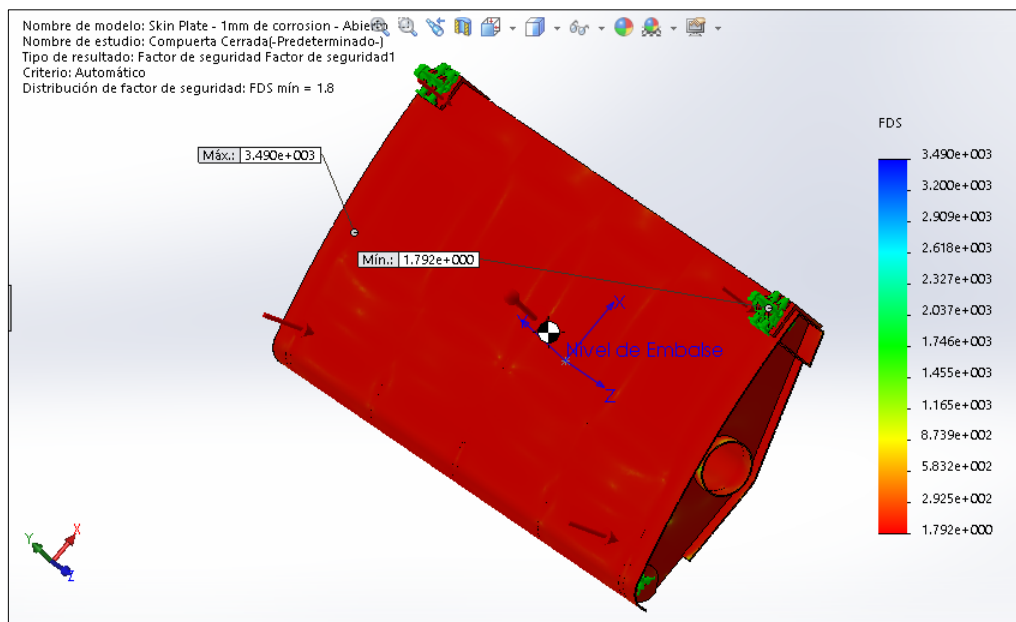 Nombre de modelo: Skin Plate - 1mm de corrosion - Abierto
Nombre de estudio: Compuerta Cerrada(-Predeterminado-)
Tipo de resultado: Factor de seguridad Factor de seguridad1
Criterio: Automático
Distribución de factor de seguridad: FDS mín = 1.8
FDS
Máx.: 3.490e+003
Mín.: 1.792e+000
3.490e+003
3.200e+003
2.909e+003
2.618e+003
2.327e+003
2.037e+003
1.746e+003
1.455e+003
1.165e+003
8.739e+002
5.832e+002
2.925e+002
1.792e+000
X
Y
Nivel de Embalse
Z
Y
X
Z